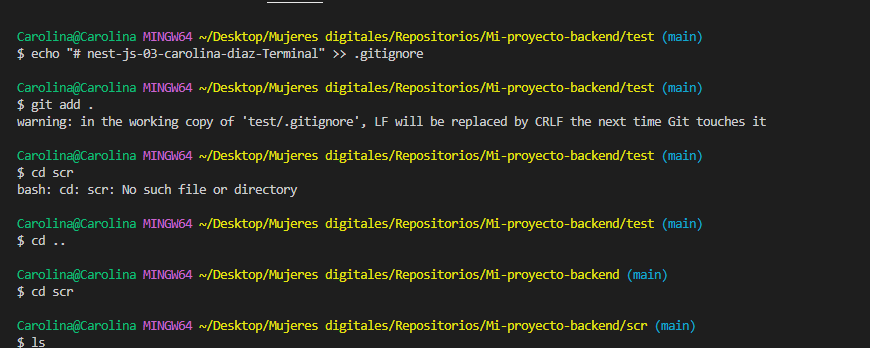 Carolina@Carolina MINGW64 ~/Desktop/Mujeres digitales/Repositorios/Mi-proyecto-backend/test (main)
$ echo "# nest-js-03-carolina-diaz-Terminal" >> .gitignore
Carolina@Carolina MINGW64 ~/Desktop/Mujeres digitales/Repositorios/Mi-proyecto-backend/test (main)
$ git add .
warning: in the working copy of 'test/.gitignore', LF will be replaced by CRLF the next time Git touches it
Carolina@Carolina MINGW64 ~/Desktop/Mujeres digitales/Repositorios/Mi-proyecto-backend/test (main)
$ cd scr
bash: cd: scr: No such file or directory
Carolina@Carolina MINGW64 ~/Desktop/Mujeres digitales/Repositorios/Mi-proyecto-backend/test (main)
$ cd ..
Carolina@Carolina MINGW64 ~/Desktop/Mujeres digitales/Repositorios/Mi-proyecto-backend (main)
$ cd scr
Carolina@Carolina MINGW64 ~/Desktop/Mujeres digitales/Repositorios/Mi-proyecto-backend/scr (main)
$ ls